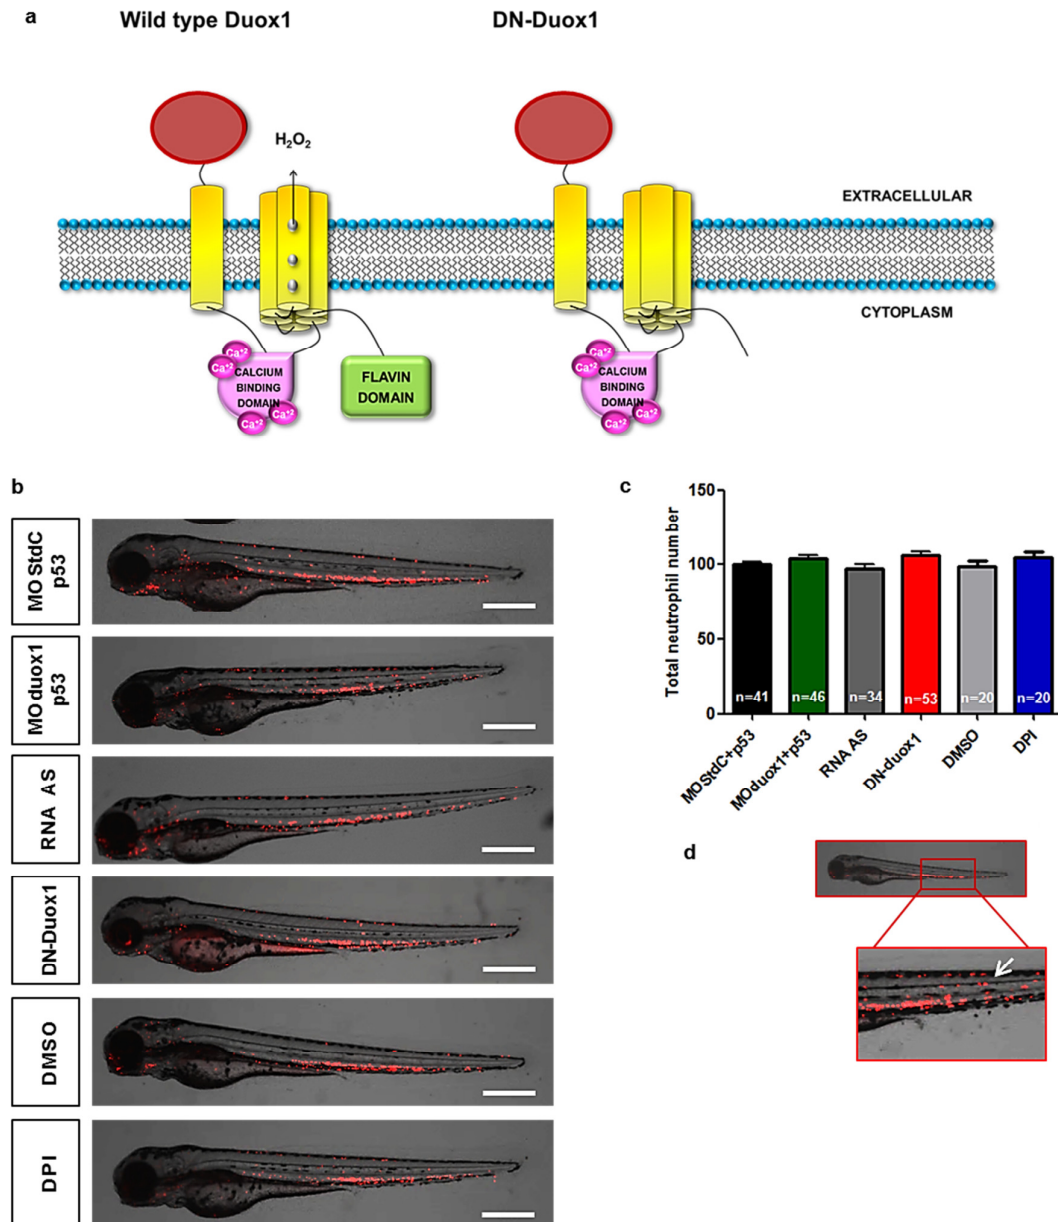 a
Wild type Duox1
DN-Duox1
H₂O₂
EXTRACELLULAR
CYTOPLASM
Ca⁺²
Ca⁺²
CALCIUM
BINDING
DOMAIN
Ca⁺²
Ca⁺²
FLAVIN
DOMAIN
Ca⁺²
Ca⁺²
CALCIUM
BINDING
DOMAIN
Ca⁺²
Ca⁺²
b
MO StdC
p53
MOduox1
p53
RNA AS
DN-Duox1
DMSO
DPI
c
Total neutrophil number
150
100
50
0
n=41
n=46
n=34
n=53
n=20
n=20
MOStdC+p53
MOduox1+p53
RNA AS
DN-duox1
DMSO
DPI
d